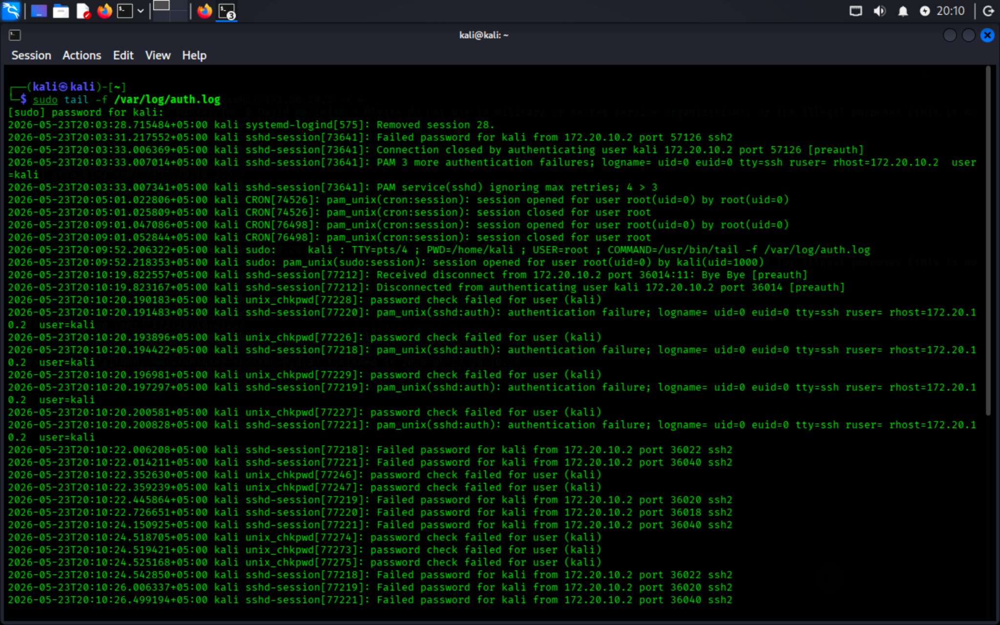 20:10
kali@kali: ~
Session Actions Edit View Help
┌──(kali㉿kali)-[~]
└─$ sudo tail -f /var/log/auth.log
[sudo] password for kali:
2026-05-23T20:03:28.715484+05:00 kali systemd-logind[575]: Removed session 28.
2026-05-23T20:03:31.217552+05:00 kali sshd-session[73641]: Failed password for kali from 172.20.10.2 port 57126 ssh2
2026-05-23T20:03:33.006369+05:00 kali sshd-session[73641]: Connection closed by authenticating user kali 172.20.10.2 port 57126 [preauth]
2026-05-23T20:03:33.007014+05:00 kali sshd-session[73641]: PAM 3 more authentication failures; logname= uid=0 euid=0 tty=ssh ruser= rhost=172.20.10.2  user
=kali
2026-05-23T20:03:33.007341+05:00 kali sshd-session[73641]: PAM service(sshd) ignoring max retries; 4 > 3
2026-05-23T20:05:01.022806+05:00 kali CRON[74526]: pam_unix(cron:session): session opened for user root(uid=0) by root(uid=0)
2026-05-23T20:05:01.025809+05:00 kali CRON[74526]: pam_unix(cron:session): session closed for user root
2026-05-23T20:09:01.047086+05:00 kali CRON[76498]: pam_unix(cron:session): session opened for user root(uid=0) by root(uid=0)
2026-05-23T20:09:01.052844+05:00 kali CRON[76498]: pam_unix(cron:session): session closed for user root
2026-05-23T20:09:52.206322+05:00 kali sudo:     kali : TTY=pts/4 ; PWD=/home/kali ; USER=root ; COMMAND=/usr/bin/tail -f /var/log/auth.log
2026-05-23T20:09:52.218353+05:00 kali sudo: pam_unix(sudo:session): session opened for user root(uid=0) by kali(uid=1000)
2026-05-23T20:10:19.822557+05:00 kali sshd-session[77212]: Received disconnect from 172.20.10.2 port 36014:11: Bye Bye [preauth]
2026-05-23T20:10:19.823167+05:00 kali sshd-session[77212]: Disconnected from authenticating user kali 172.20.10.2 port 36014 [preauth]
2026-05-23T20:10:20.190183+05:00 kali unix_chkpwd[77228]: password check failed for user (kali)
2026-05-23T20:10:20.191483+05:00 kali sshd-session[77220]: pam_unix(sshd:auth): authentication failure; logname= uid=0 euid=0 tty=ssh ruser= rhost=172.20.1
0.2  user=kali
2026-05-23T20:10:20.193896+05:00 kali unix_chkpwd[77226]: password check failed for user (kali)
2026-05-23T20:10:20.194422+05:00 kali sshd-session[77218]: pam_unix(sshd:auth): authentication failure; logname= uid=0 euid=0 tty=ssh ruser= rhost=172.20.1
0.2  user=kali
2026-05-23T20:10:20.196981+05:00 kali unix_chkpwd[77229]: password check failed for user (kali)
2026-05-23T20:10:20.197297+05:00 kali sshd-session[77219]: pam_unix(sshd:auth): authentication failure; logname= uid=0 euid=0 tty=ssh ruser= rhost=172.20.1
0.2  user=kali
2026-05-23T20:10:20.200581+05:00 kali unix_chkpwd[77227]: password check failed for user (kali)
2026-05-23T20:10:20.200828+05:00 kali sshd-session[77221]: pam_unix(sshd:auth): authentication failure; logname= uid=0 euid=0 tty=ssh ruser= rhost=172.20.1
0.2  user=kali
2026-05-23T20:10:22.006208+05:00 kali sshd-session[77218]: Failed password for kali from 172.20.10.2 port 36022 ssh2
2026-05-23T20:10:22.014211+05:00 kali sshd-session[77221]: Failed password for kali from 172.20.10.2 port 36040 ssh2
2026-05-23T20:10:22.352630+05:00 kali unix_chkpwd[77246]: password check failed for user (kali)
2026-05-23T20:10:22.359239+05:00 kali unix_chkpwd[77247]: password check failed for user (kali)
2026-05-23T20:10:22.445864+05:00 kali sshd-session[77219]: Failed password for kali from 172.20.10.2 port 36020 ssh2
2026-05-23T20:10:22.726651+05:00 kali sshd-session[77220]: Failed password for kali from 172.20.10.2 port 36018 ssh2
2026-05-23T20:10:24.150925+05:00 kali sshd-session[77221]: Failed password for kali from 172.20.10.2 port 36040 ssh2
2026-05-23T20:10:24.518705+05:00 kali unix_chkpwd[77274]: password check failed for user (kali)
2026-05-23T20:10:24.519421+05:00 kali unix_chkpwd[77273]: password check failed for user (kali)
2026-05-23T20:10:24.525168+05:00 kali unix_chkpwd[77275]: password check failed for user (kali)
2026-05-23T20:10:24.542850+05:00 kali sshd-session[77218]: Failed password for kali from 172.20.10.2 port 36022 ssh2
2026-05-23T20:10:26.006337+05:00 kali sshd-session[77219]: Failed password for kali from 172.20.10.2 port 36020 ssh2
2026-05-23T20:10:26.499194+05:00 kali sshd-session[77221]: Failed password for kali from 172.20.10.2 port 36040 ssh2